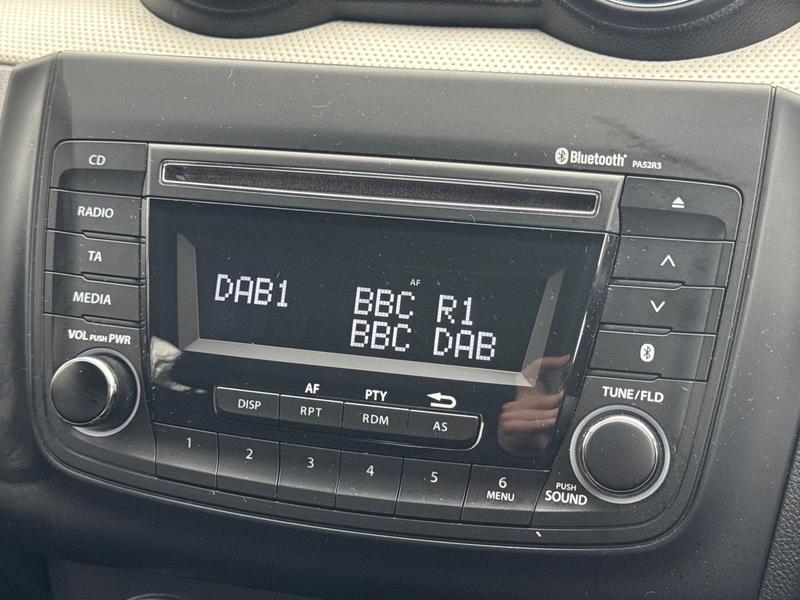 CD
Bluetooth® PA52R3
RADIO
TA
MEDIA
AF
DAB1 BBC R1
BBC DAB
VOL PUSH PWR
AF PTY
TUNE/FLD
DISP RPT RDM AS
1 2 3 4 5 6
MENU
PUSH
SOUND